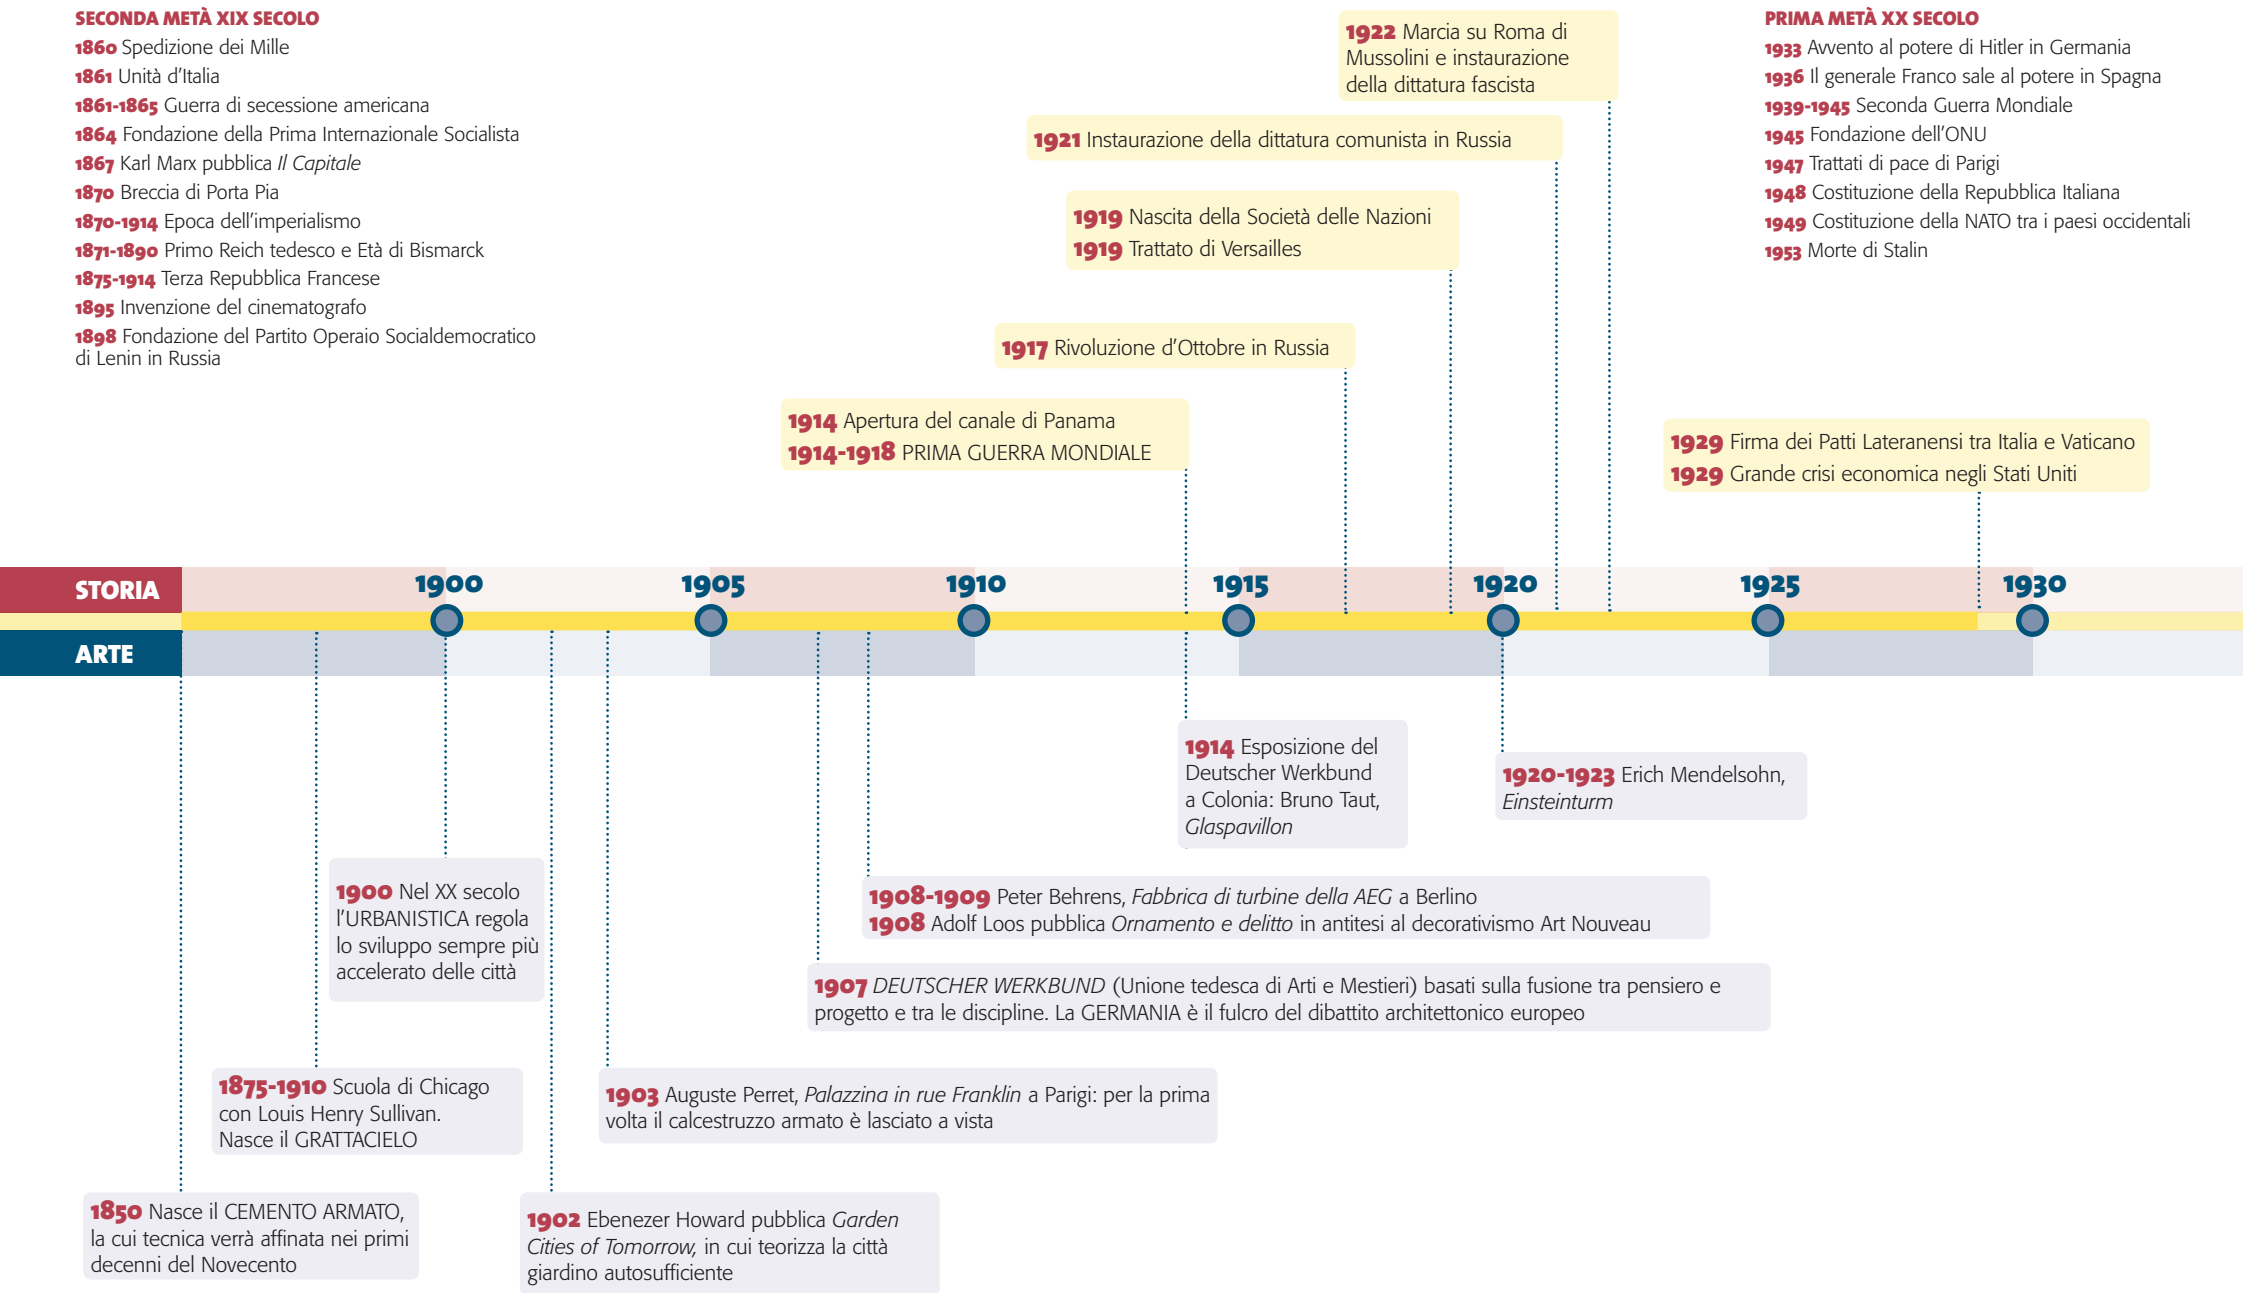 SECONDA METÀ XIX SECOLO
1860 Spedizione dei Mille
1861 Unità d'Italia
1861-1865 Guerra di secessione americana
1864 Fondazione della Prima Internazionale Socialista
1867 Karl Marx pubblica Il Capitale
1870 Breccia di Porta Pia
1870-1914 Epoca dell'imperialismo
1871-1890 Primo Reich tedesco e Età di Bismarck
1875-1914 Terza Repubblica Francese
1895 Invenzione del cinematografo
1898 Fondazione del Partito Operaio Socialdemocratico
di Lenin in Russia
1922 Marcia su Roma di
Mussolini e instaurazione
della dittatura fascista
1921 Instaurazione della dittatura comunista in Russia
1919 Nascita della Società delle Nazioni
1919 Trattato di Versailles
1917 Rivoluzione d'Ottobre in Russia
1914 Apertura del canale di Panama
1914-1918 PRIMA GUERRA MONDIALE
PRIMA METÀ XX SECOLO
1933 Avvento al potere di Hitler in Germania
1936 Il generale Franco sale al potere in Spagna
1939-1945 Seconda Guerra Mondiale
1945 Fondazione dell'ONU
1947 Trattati di pace di Parigi
1948 Costituzione della Repubblica Italiana
1949 Costituzione della NATO tra i paesi occidentali
1953 Morte di Stalin
1929 Firma dei Patti Lateranensi tra Italia e Vaticano
1929 Grande crisi economica negli Stati Uniti
STORIA
1900
1905
1910
1915
1920
1925
1930
ARTE
1914 Esposizione del
Deutscher Werkbund
a Colonia: Bruno Taut,
Glaspavillon
1920-1923 Erich Mendelsohn,
Einsteinturm
1900 Nel XX secolo
l'URBANISTICA regola
lo sviluppo sempre più
accelerato delle città
1908-1909 Peter Behrens, Fabbrica di turbine della AEG a Berlino
1908 Adolf Loos pubblica Ornamento e delitto in antitesi al decorativismo Art Nouveau
1907 DEUTSCHER WERKBUND (Unione tedesca di Arti e Mestieri) basati sulla fusione tra pensiero e
progetto e tra le discipline. La GERMANIA è il fulcro del dibattito architettonico europeo
1875-1910 Scuola di Chicago
con Louis Henry Sullivan.
Nasce il GRATTACIELO
1903 Auguste Perret, Palazzina in rue Franklin a Parigi: per la prima
volta il calcestruzzo armato è lasciato a vista
1850 Nasce il CEMENTO ARMATO,
la cui tecnica verrà affinata nei primi
decenni del Novecento
1902 Ebenezer Howard pubblica Garden
Cities of Tomorrow, in cui teorizza la città
giardino autosufficiente